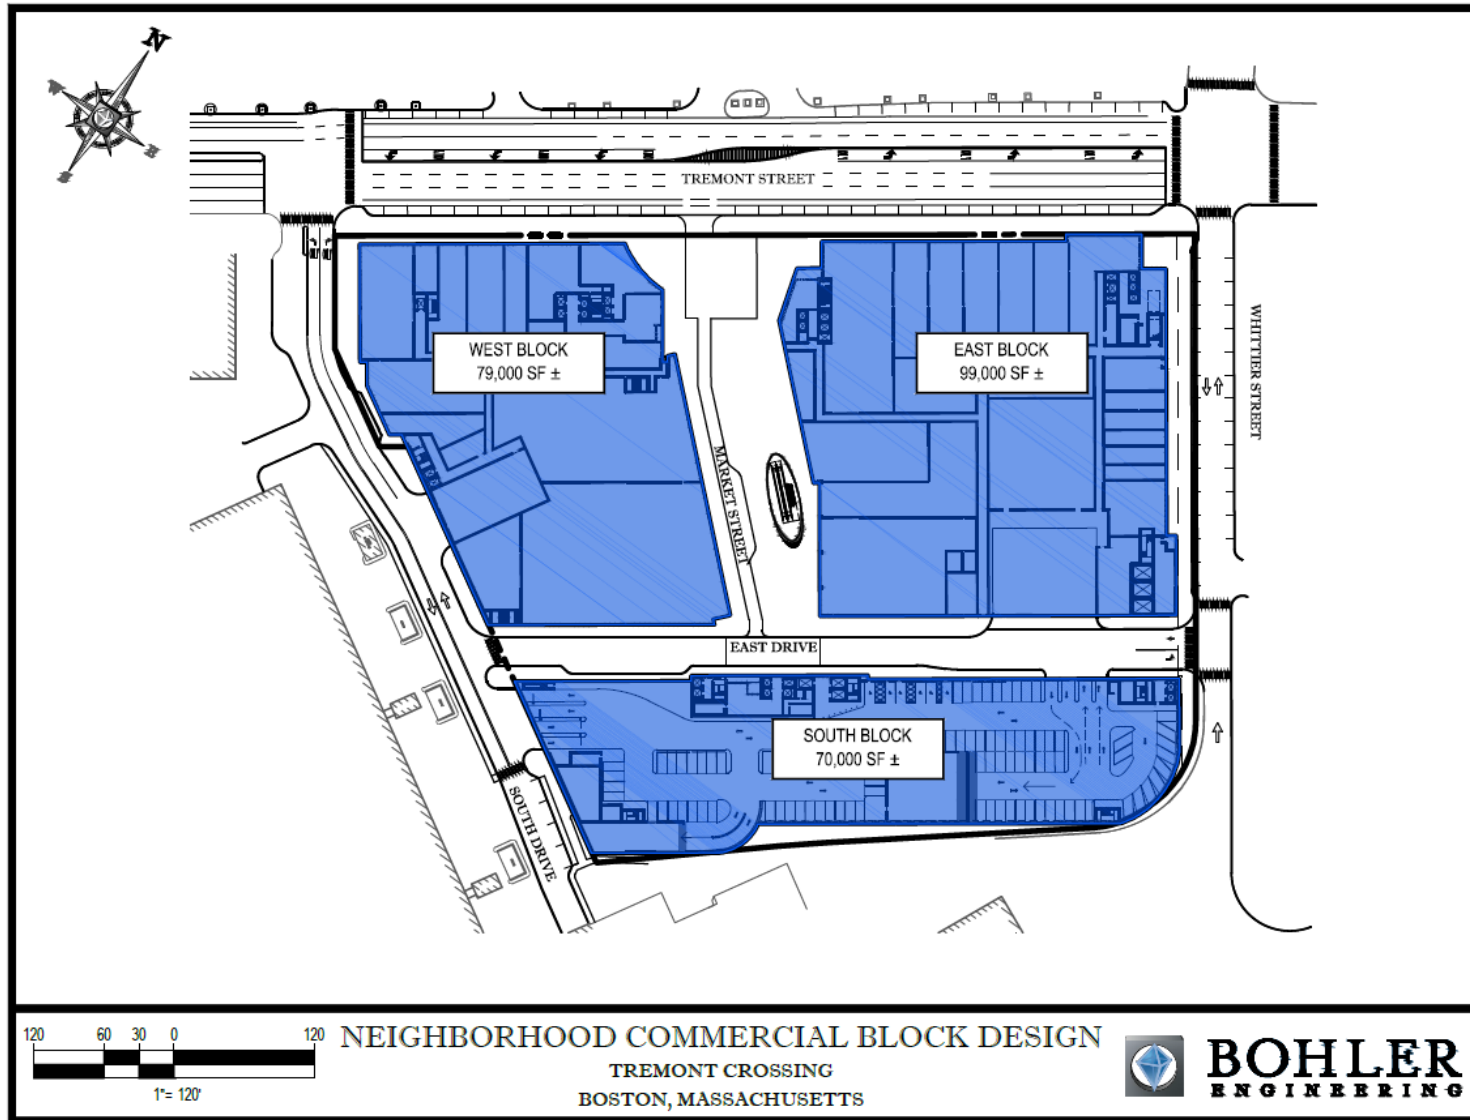 N
TREMONT STREET
WEST BLOCK
79,000 SF ±
EAST BLOCK
99,000 SF ±
WHITTIER STREET
MARKET STREET
EAST DRIVE
SOUTH BLOCK
70,000 SF ±
SOUTH DRIVE
120 60 30 0 120
1"= 120'
NEIGHBORHOOD COMMERCIAL BLOCK DESIGN
TREMONT CROSSING
BOSTON, MASSACHUSETTS
BOHLER
ENGINEERING